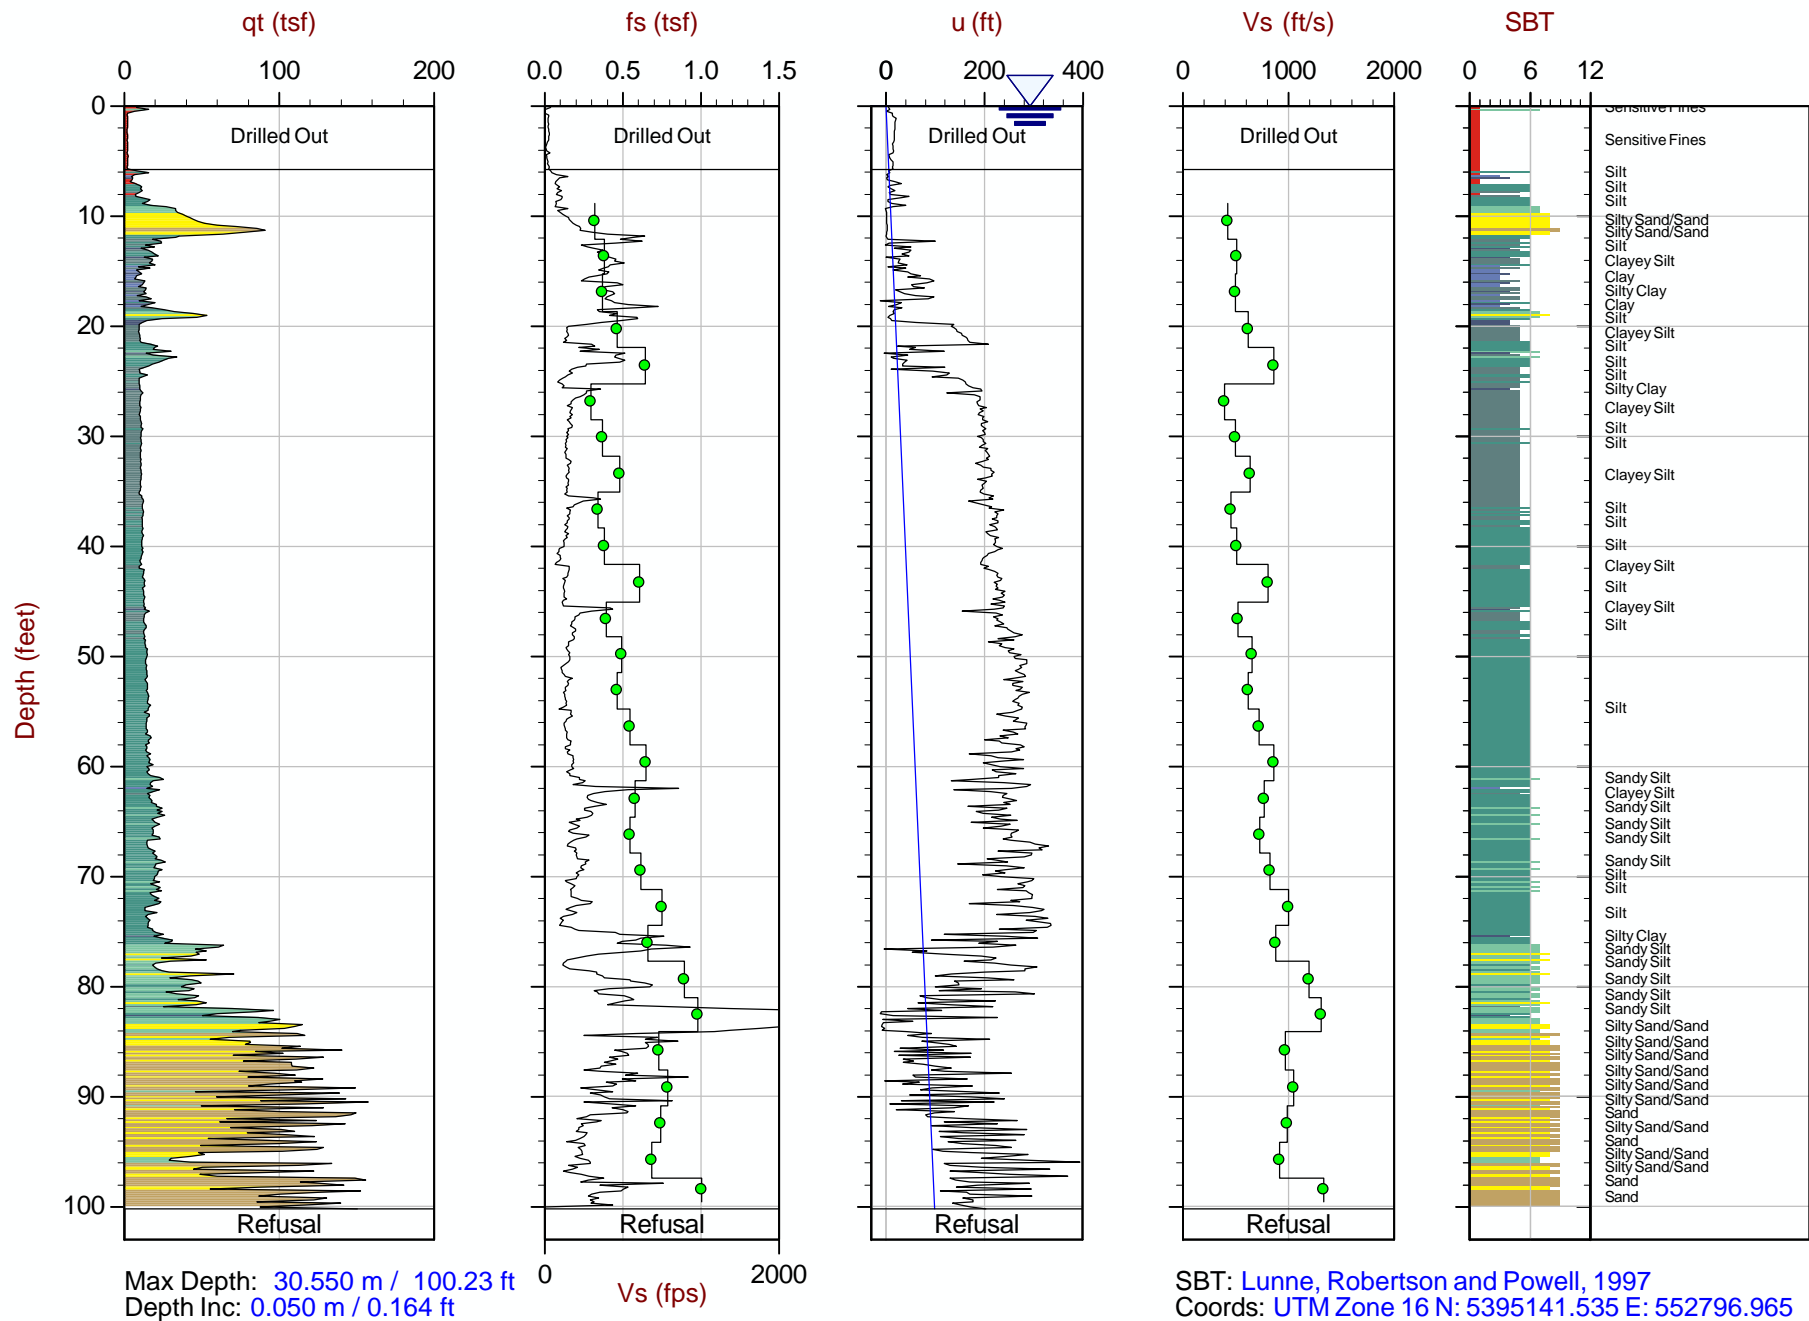 qt (tsf) fs (tsf) u (ft) Vs (ft/s) SBT
0 100 200 0.0 0.5 1.0 1.5 0 200 400 0 1000 2000 0 6 12
0
10
20
30
40
50
60
70
80
90
100
Depth (feet)
Drilled Out Drilled Out Drilled Out Drilled Out
Sensitive Fines
Sensitive Fines
Silt
Silt
Silt
Silty Sand/Sand
Silty Sand/Sand
Silt
Clayey Silt
Clay
Silty Clay
Clay
Silt
Clayey Silt
Silt
Silt
Silt
Silty Clay
Clayey Silt
Silt
Silt
Clayey Silt
Silt
Silt
Silt
Clayey Silt
Silt
Clayey Silt
Silt
Silt
Sandy Silt
Clayey Silt
Sandy Silt
Sandy Silt
Sandy Silt
Sandy Silt
Silt
Silt
Silt
Silty Clay
Sandy Silt
Sandy Silt
Sandy Silt
Sandy Silt
Sandy Silt
Silty Sand/Sand
Silty Sand/Sand
Silty Sand/Sand
Silty Sand/Sand
Silty Sand/Sand
Silty Sand/Sand
Sand
Silty Sand/Sand
Sand
Silty Sand/Sand
Silty Sand/Sand
Sand
Sand
Refusal Refusal Refusal Refusal
0 2000
Vs (fps)
Max Depth: 30.550 m / 100.23 ft
Depth Inc: 0.050 m / 0.164 ft
SBT: Lunne, Robertson and Powell, 1997
Coords: UTM Zone 16 N: 5395141.535 E: 552796.965